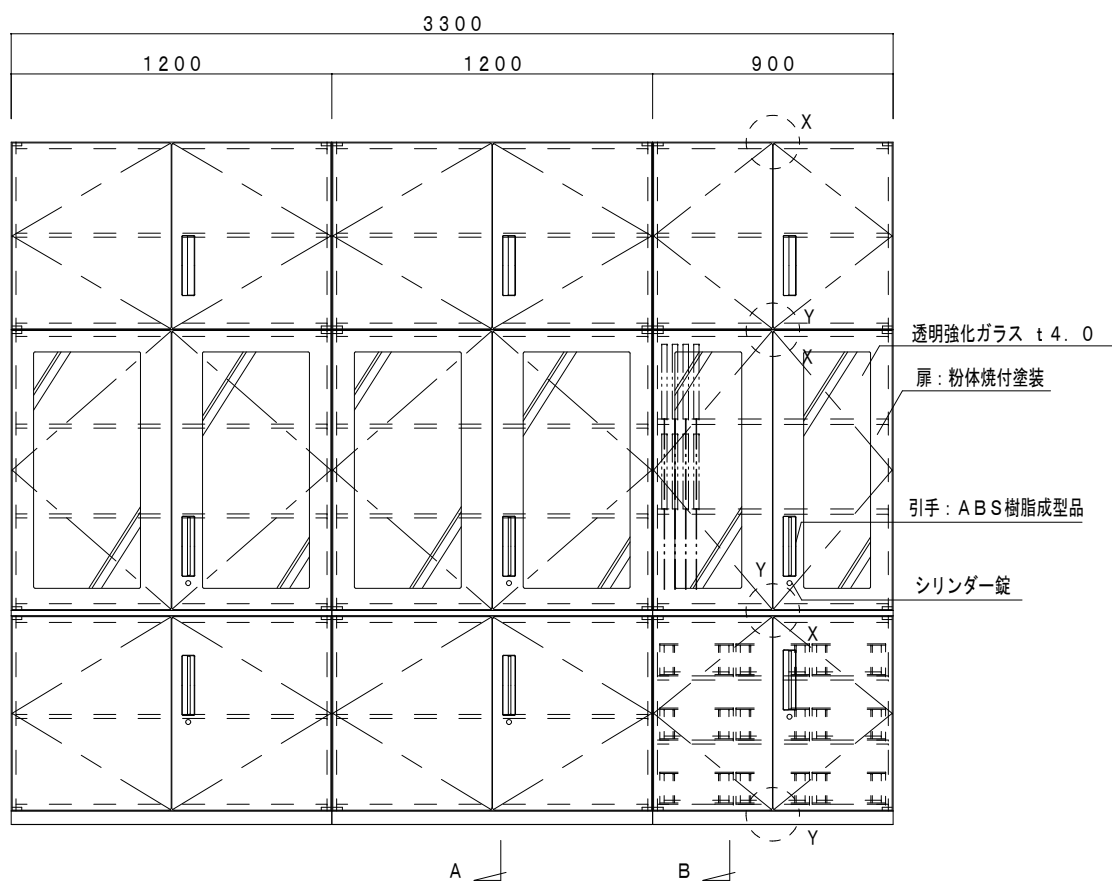 3300
1200 1200 900
X
Y
X
透明強化ガラス t4.0
扉：粉体焼付塗装
引手：ABS樹脂成型品
Y
シリンダー錠
X
Y
A B